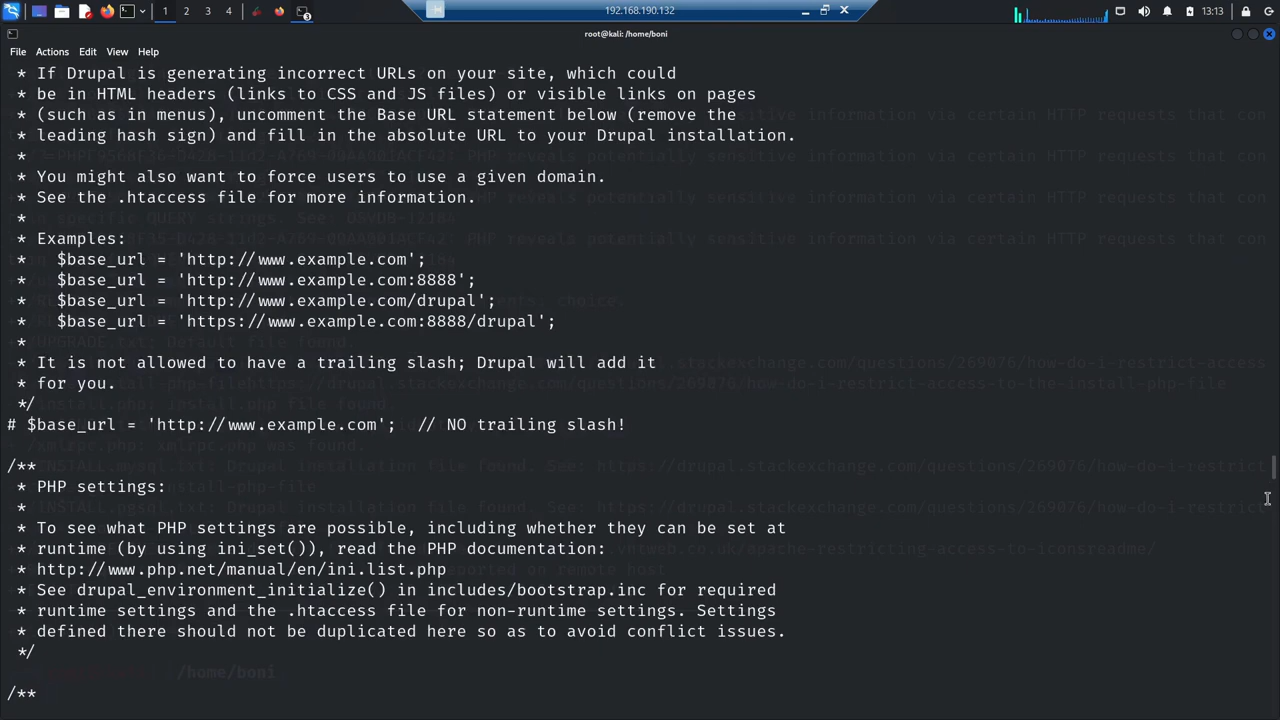 1 2 3 4 3 192.168.190.132 13:13
root@kali: /home/boni
File Actions Edit View Help
* If Drupal is generating incorrect URLs on your site, which could
* be in HTML headers (links to CSS and JS files) or visible links on pages
* (such as in menus), uncomment the Base URL statement below (remove the
* leading hash sign) and fill in the absolute URL to your Drupal installation.
*
* You might also want to force users to use a given domain.
* See the .htaccess file for more information.
*
* Examples:
*   $base_url = 'http://www.example.com';
*   $base_url = 'http://www.example.com:8888';
*   $base_url = 'http://www.example.com/drupal';
*   $base_url = 'https://www.example.com:8888/drupal';
*
* It is not allowed to have a trailing slash; Drupal will add it
* for you.
*/
# $base_url = 'http://www.example.com';  // NO trailing slash!
/**
* PHP settings:
*
* To see what PHP settings are possible, including whether they can be set at
* runtime (by using ini_set()), read the PHP documentation:
* http://www.php.net/manual/en/ini.list.php
* See drupal_environment_initialize() in includes/bootstrap.inc for required
* runtime settings and the .htaccess file for non-runtime settings. Settings
* defined there should not be duplicated here so as to avoid conflict issues.
*/
/home/boni
/**